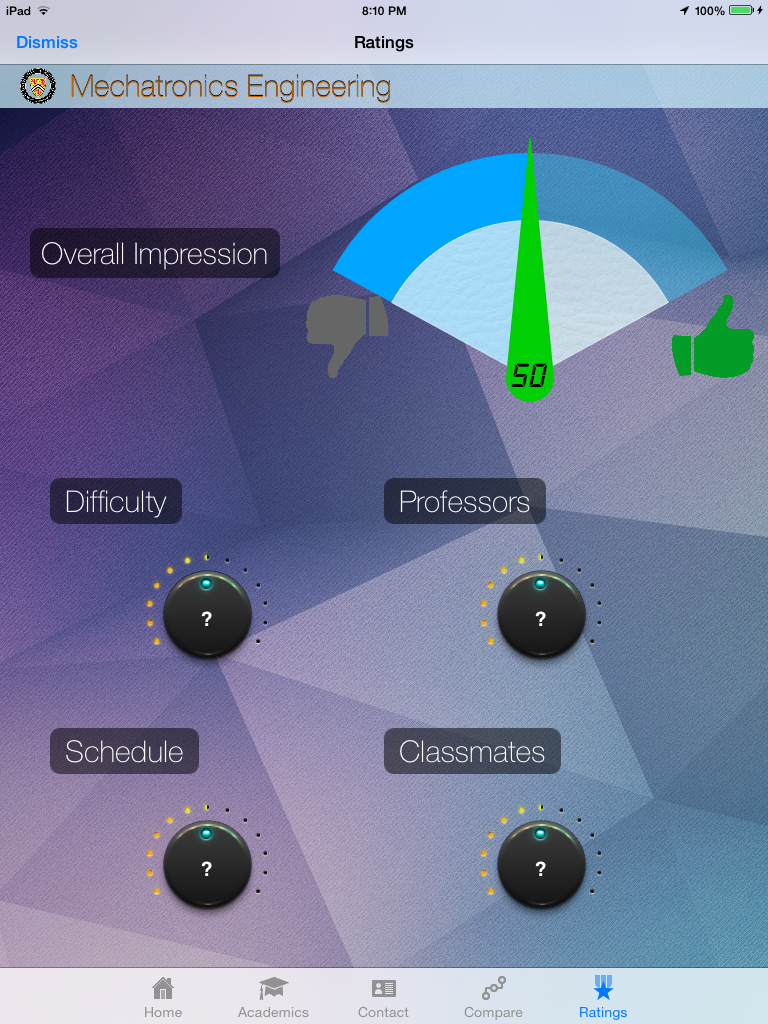 iPad 8:10 PM 100%
Dismiss Ratings
Mechatronics Engineering
Overall Impression
50
Difficulty Professors
? ?
Schedule Classmates
? ?
Home Academics Contact Compare Ratings